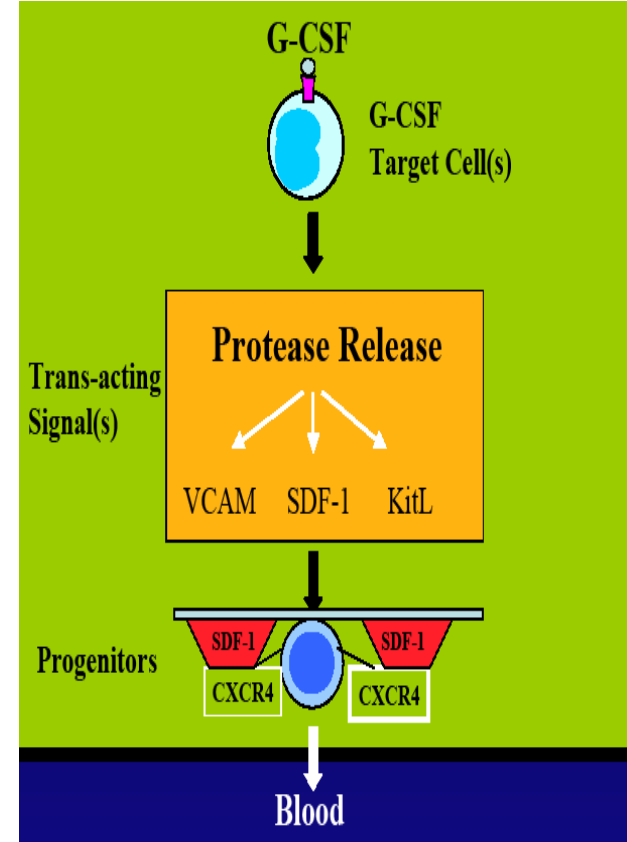 G-CSF
G-CSF
Target Cell(s)
Protease Release
Trans-acting
Signal(s)
VCAM SDF-1 KitL
SDF-1 SDF-1
Progenitors
CXCR4 CXCR4
Blood